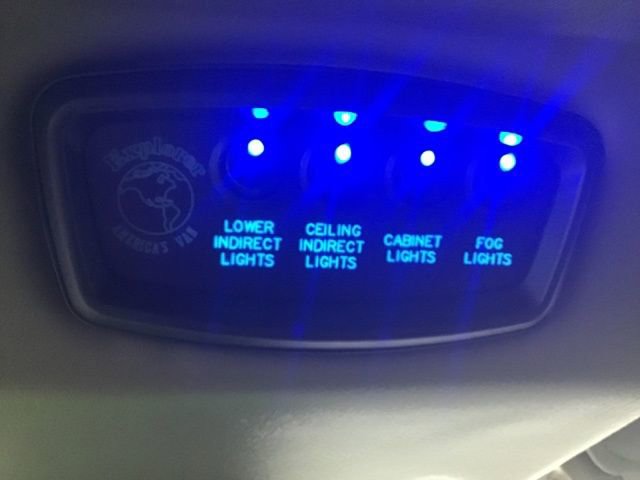 Explorer
AMERICA'S VAN
LOWER
INDIRECT
LIGHTS
CEILING
INDIRECT
LIGHTS
CABINET
LIGHTS
FOG
LIGHTS